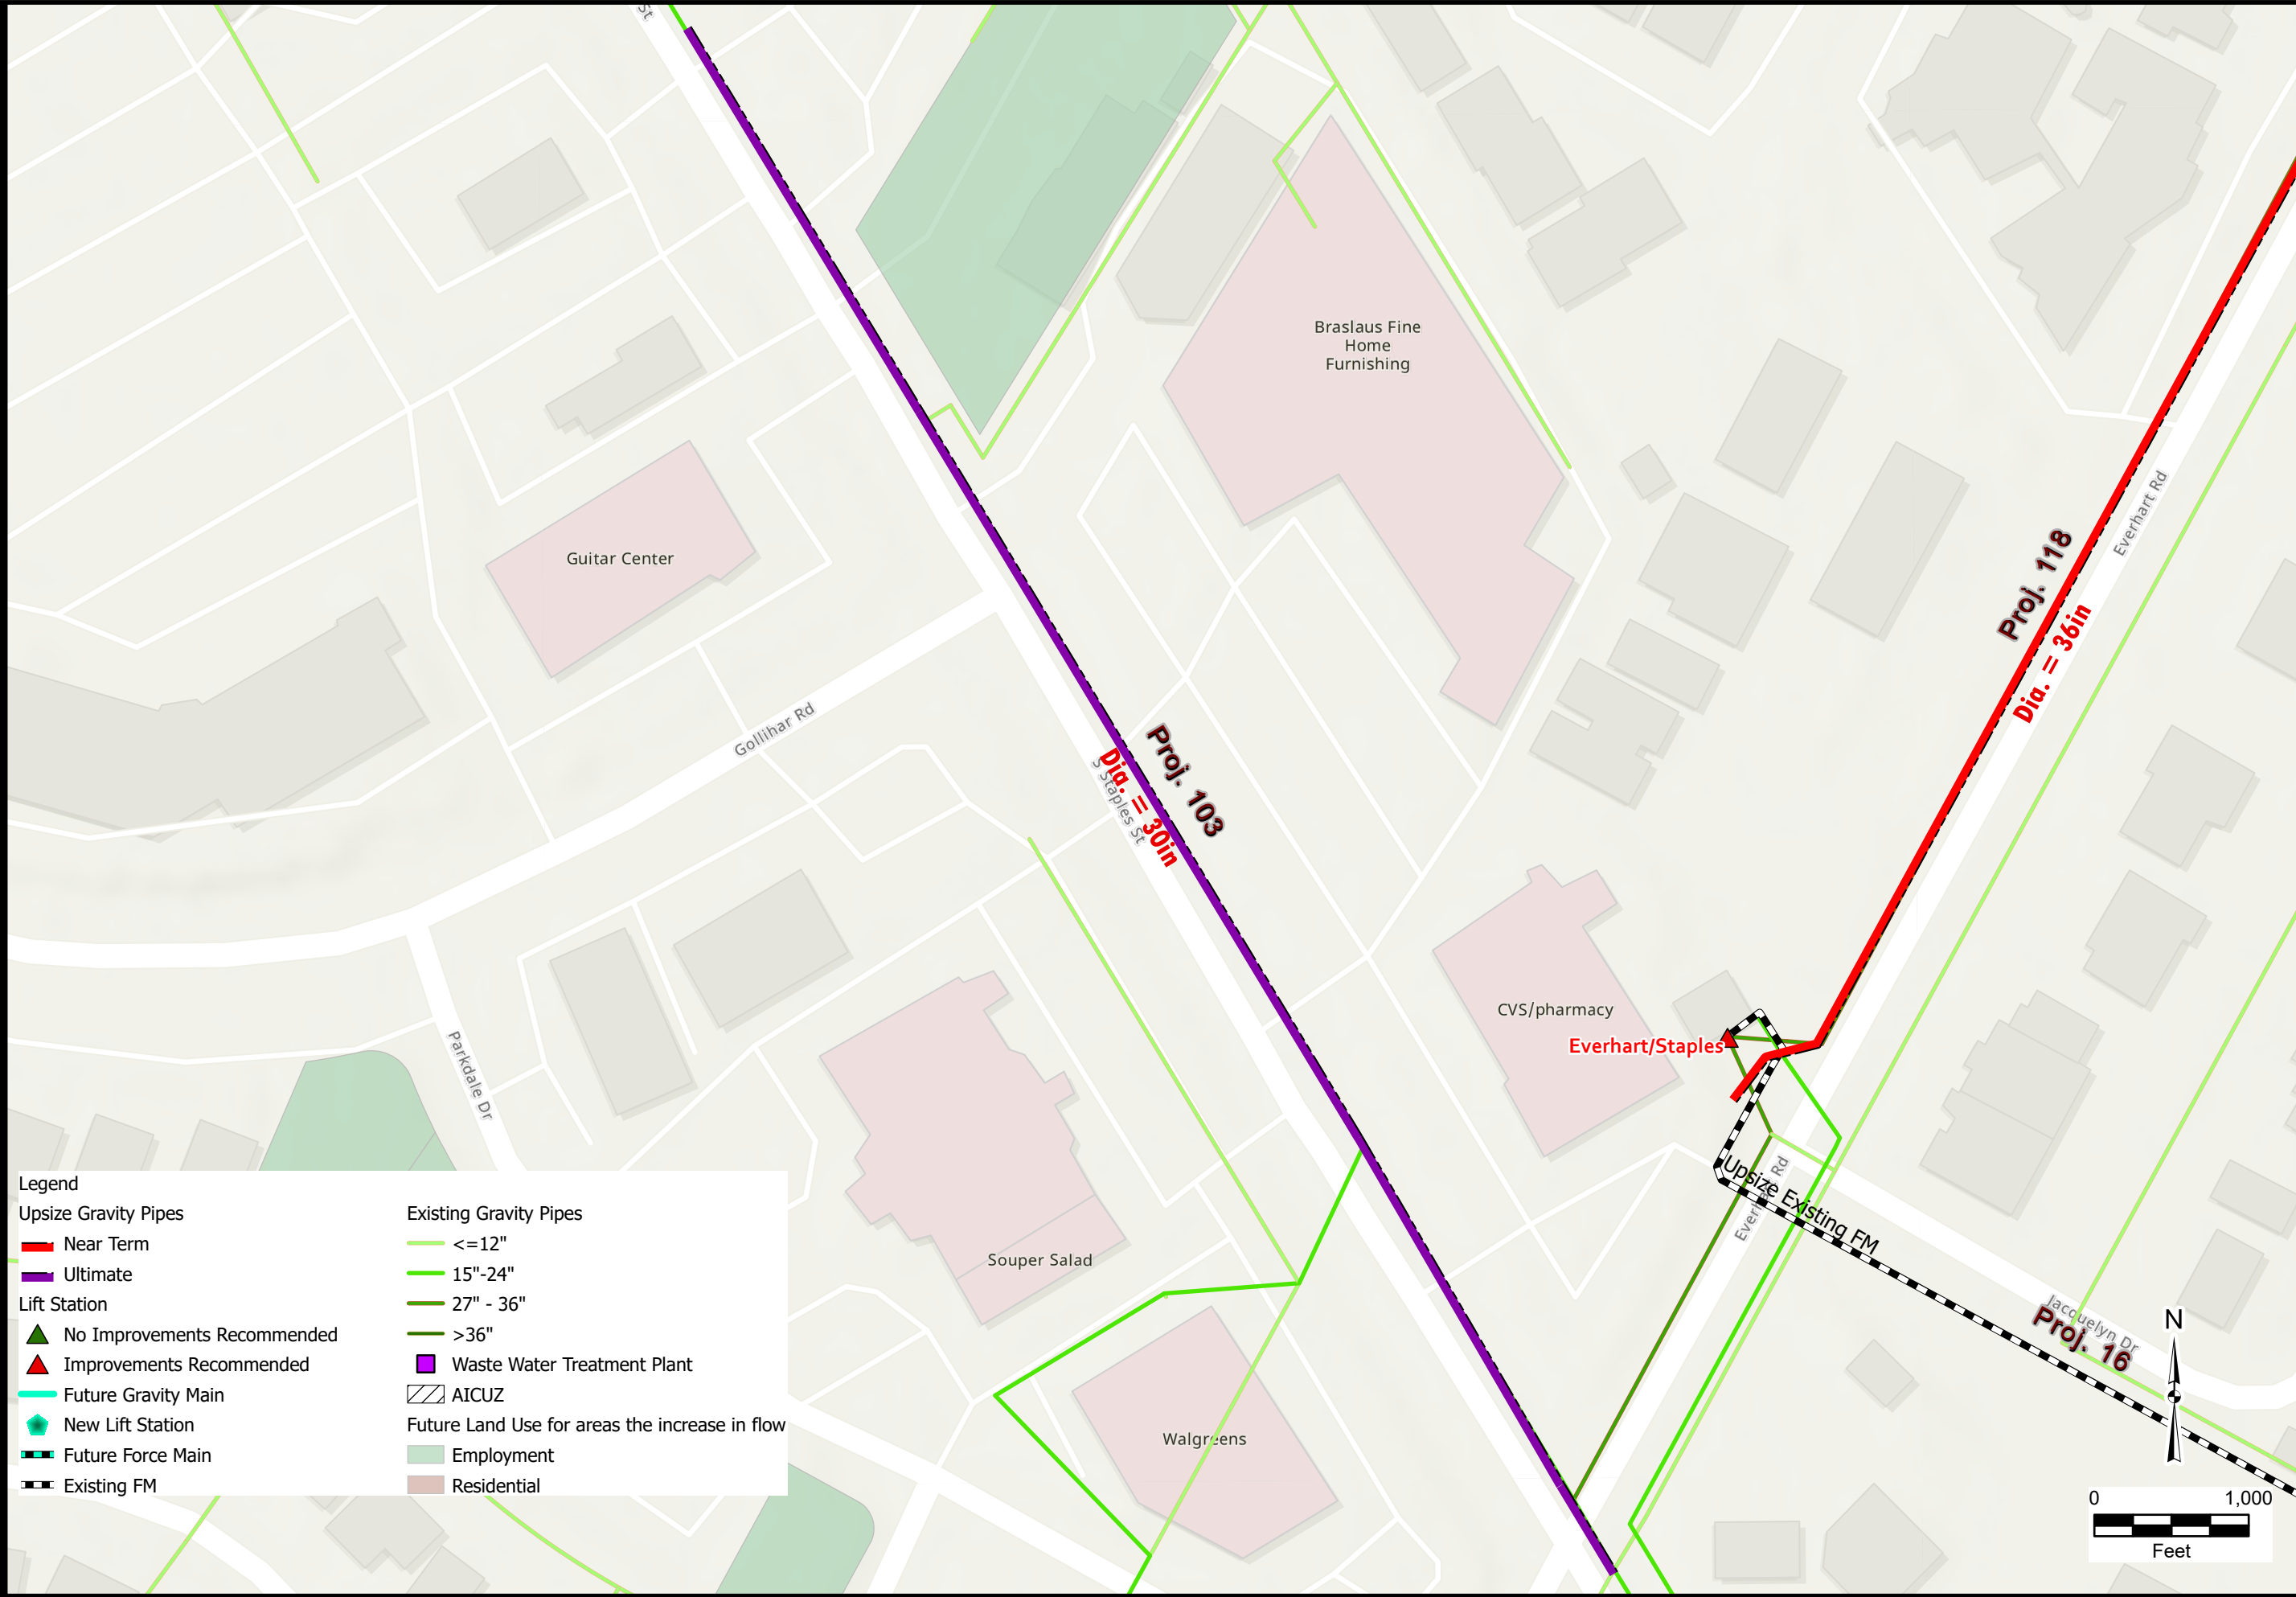 St
Braslaus Fine
Home
Furnishing
Guitar Center
Everhart Rd
Proj. 118
Dia. = 36in
Gollihar Rd
Proj. 103
Dia. = 30in
S Staples St
CVS/pharmacy
Everhart/Staples
Parkdale Dr
Upsize Existing FM
Everhart Rd
Souper Salad
Jacquelyn Dr
Proj. 16
Walgreens
Legend
Upsize Gravity Pipes
Near Term
Ultimate
Lift Station
No Improvements Recommended
Improvements Recommended
Future Gravity Main
New Lift Station
Future Force Main
Existing FM
Existing Gravity Pipes
<=12"
15"-24"
27" - 36"
>36"
Waste Water Treatment Plant
AICUZ
Future Land Use for areas the increase in flow
Employment
Residential
N
0 1,000
Feet